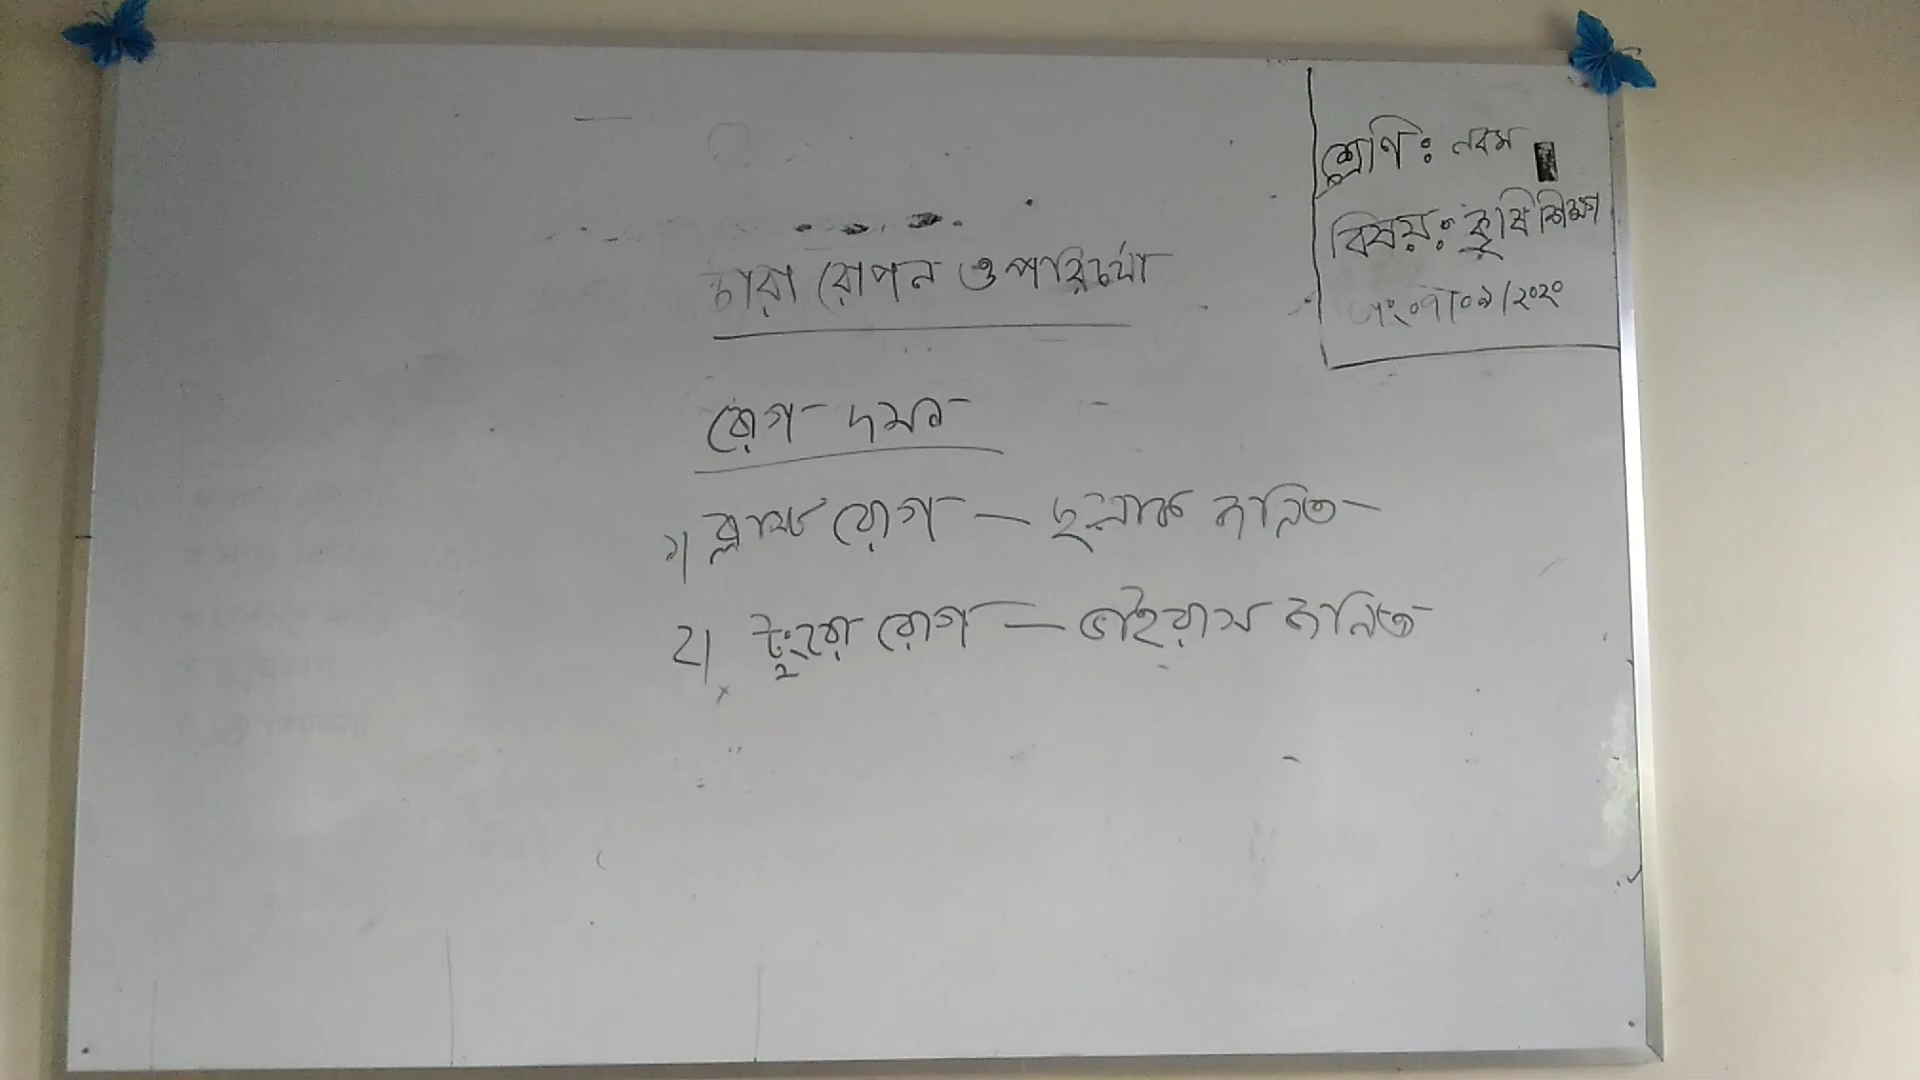 শ্রেণি: নবম
বিষয়: কৃষি শিক্ষা
০৭/০৯/২০২০
চারা রোপন ও পরিচর্যা
রোগ দমন
১) ব্লাস্ট রোগ — ছত্রাক জনিত
২) টুংরো রোগ — ভাইরাস জনিত